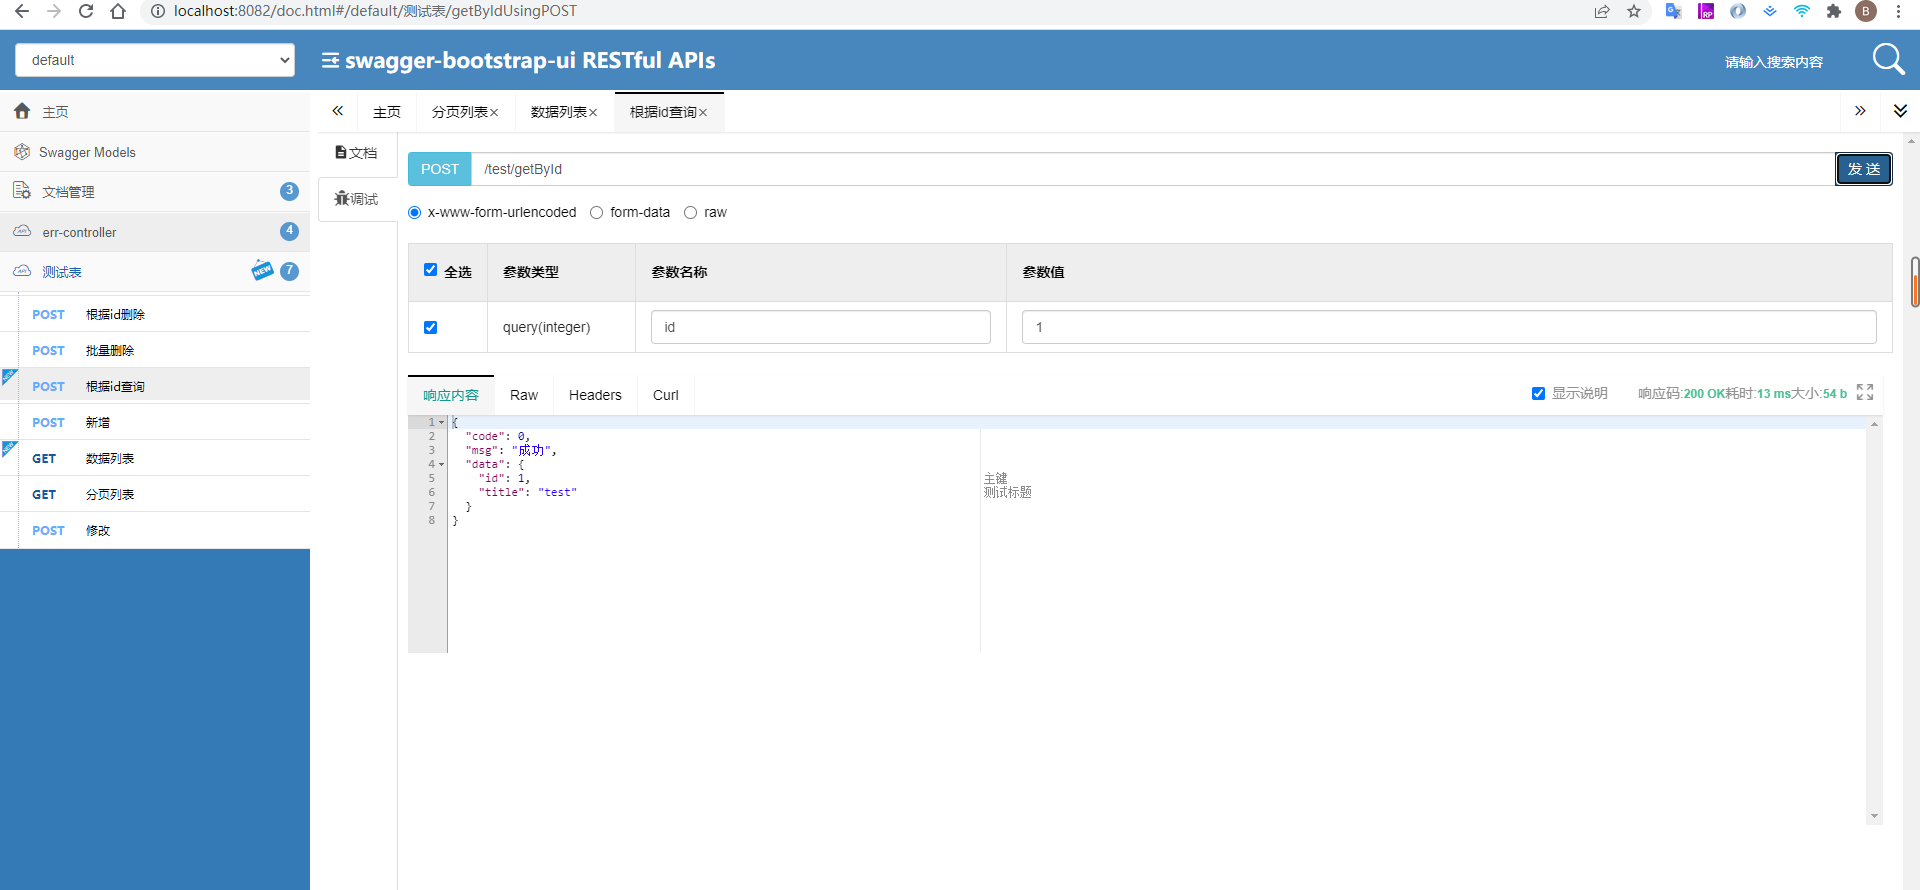 localhost:8082/doc.html#/default/测试表/getByIdUsingPOST
B
default
swagger-bootstrap-ui RESTful APIs
请输入搜索内容
主页
Swagger Models
文档管理 3
err-controller 4
测试表 NEW 7
POST 根据id删除
POST 批量删除
NEW POST 根据id查询
POST 新增
NEW GET 数据列表
GET 分页列表
POST 修改
主页 分页列表× 数据列表× 根据id查询×
文档
调试
POST /test/getById 发 送
x-www-form-urlencoded form-data raw
全选 参数类型 参数名称 参数值
query(integer) id 1
响应内容 Raw Headers Curl 显示说明 响应码:200 OK耗时:13 ms大小:54 b
1 {
2 "code": 0,
3 "msg": "成功",
4 "data": {
5 "id": 1, 主键
6 "title": "test" 测试标题
7 }
8 }